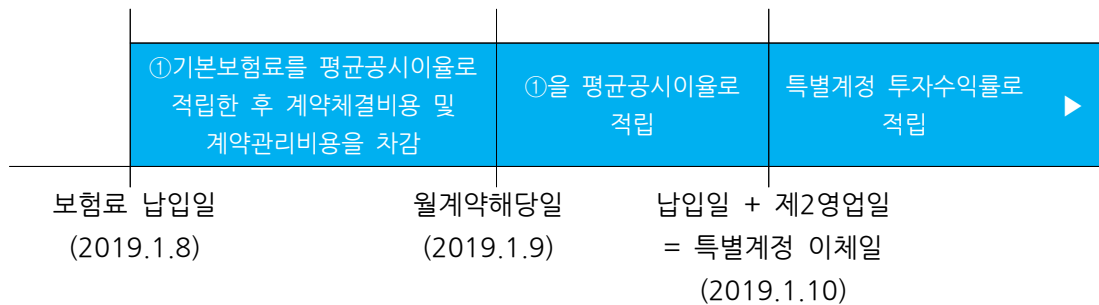 ①기본보험료를 평균공시이율로
적립한 후 계약체결비용 및
계약관리비용을 차감
①을 평균공시이율로
적립
특별계정 투자수익률로
적립
보험료 납입일
(2019.1.8)
월계약해당일
(2019.1.9)
납입일 + 제2영업일
= 특별계정 이체일
(2019.1.10)